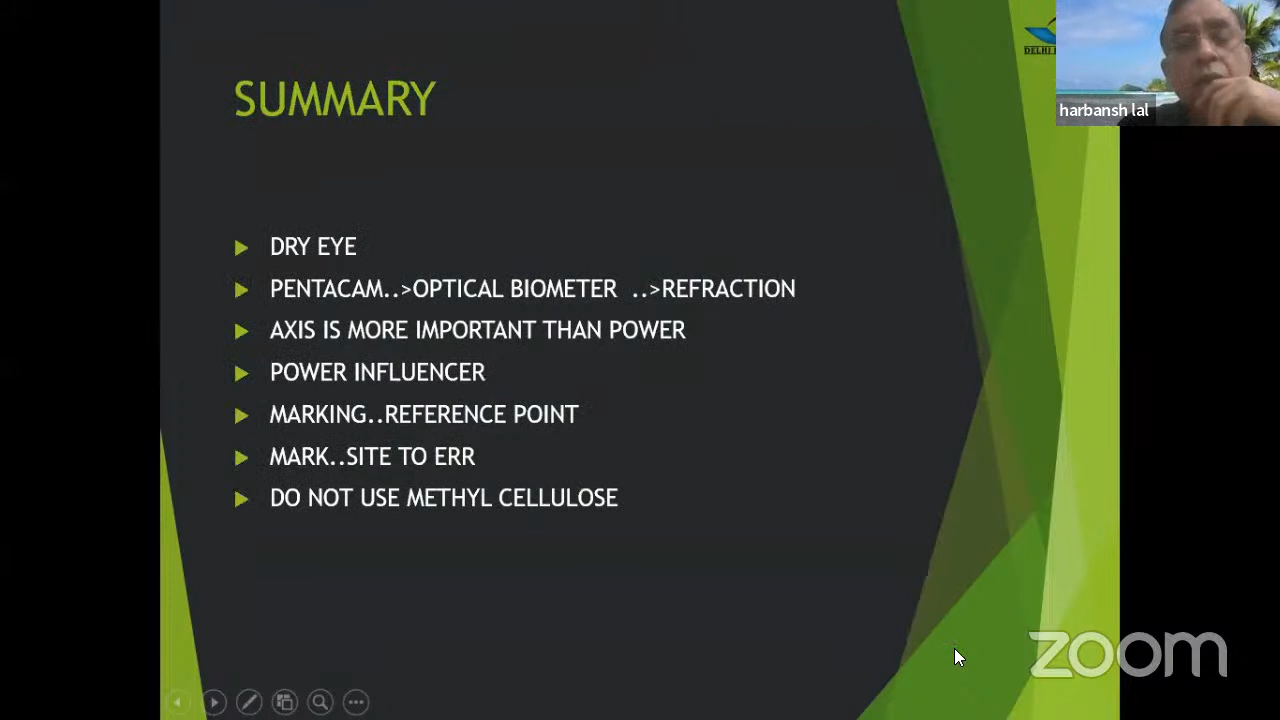 DELHI
harbansh lal
SUMMARY
DRY EYE
PENTACAM..>OPTICAL BIOMETER ..>REFRACTION
AXIS IS MORE IMPORTANT THAN POWER
POWER INFLUENCER
MARKING..REFERENCE POINT
MARK..SITE TO ERR
DO NOT USE METHYL CELLULOSE
zoom